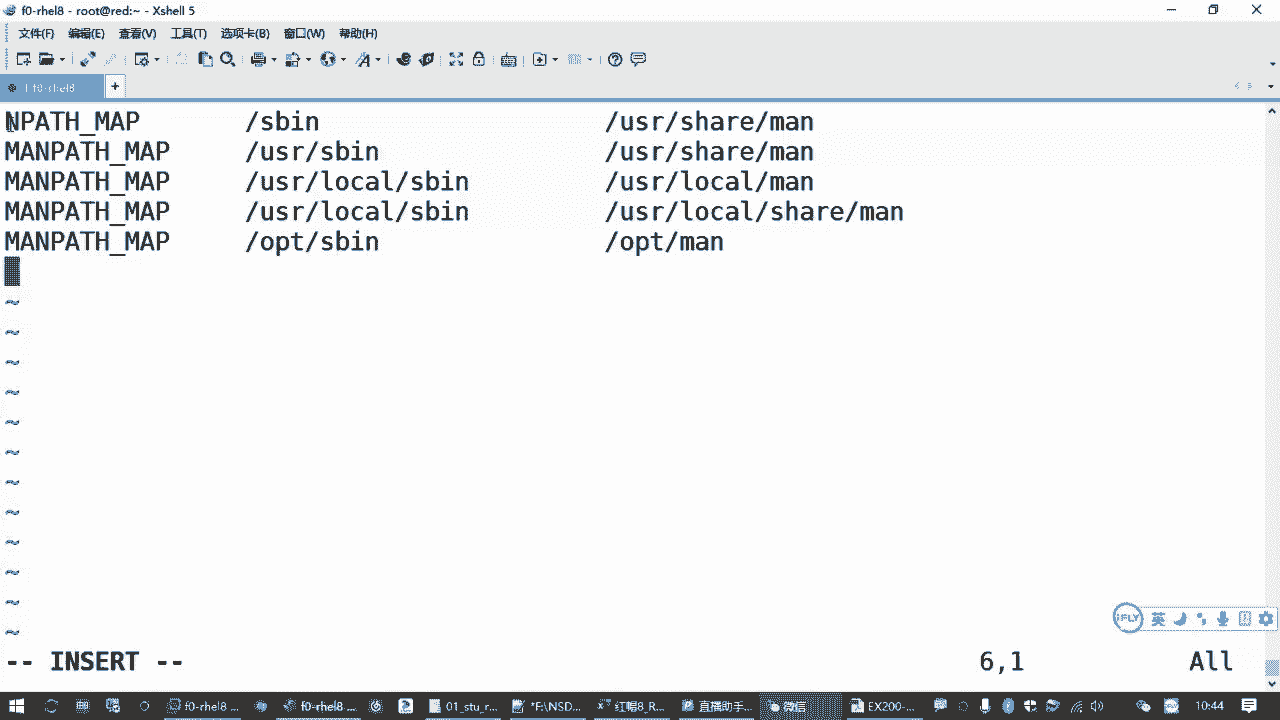 f0-rhel8 - root@red:~ - Xshell 5
文件(F) 编辑(E) 查看(V) 工具(T) 选项卡(B) 窗口(W) 帮助(H)
1 f0-rhel8 +
NPATH_MAP /sbin /usr/share/man
MANPATH_MAP /usr/sbin /usr/share/man
MANPATH_MAP /usr/local/sbin /usr/local/man
MANPATH_MAP /usr/local/sbin /usr/local/share/man
MANPATH_MAP /opt/sbin /opt/man
~
~
~
~
~
~
~
~
~
~
~
~
iFLY 英
-- INSERT -- 6,1 All
f0-rhel8 ... f0-rhel8 ... 01_stu_r... *F:\NSD... 红帽8_R... 直播助手... 微信 EX200-... 10:44